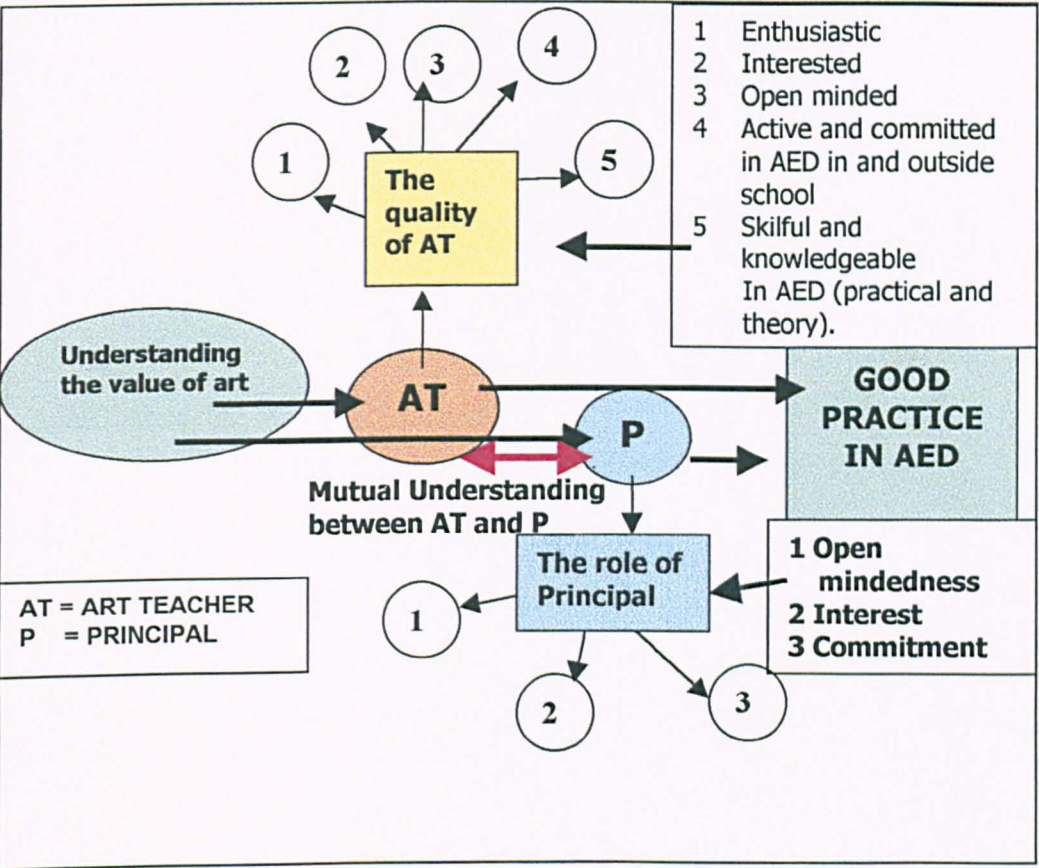 2
3
4
1
5
The
quality
of AT
1 Enthusiastic
2 Interested
3 Open minded
4 Active and committed
in AED in and outside
school
5 Skilful and
knowledgeable
In AED (practical and
theory).
Understanding
the value of art
AT
P
GOOD
PRACTICE
IN AED
Mutual Understanding
between AT and P
The role of
Principal
1 Open
mindedness
2 Interest
3 Commitment
AT = ART TEACHER
P = PRINCIPAL
1
2
3